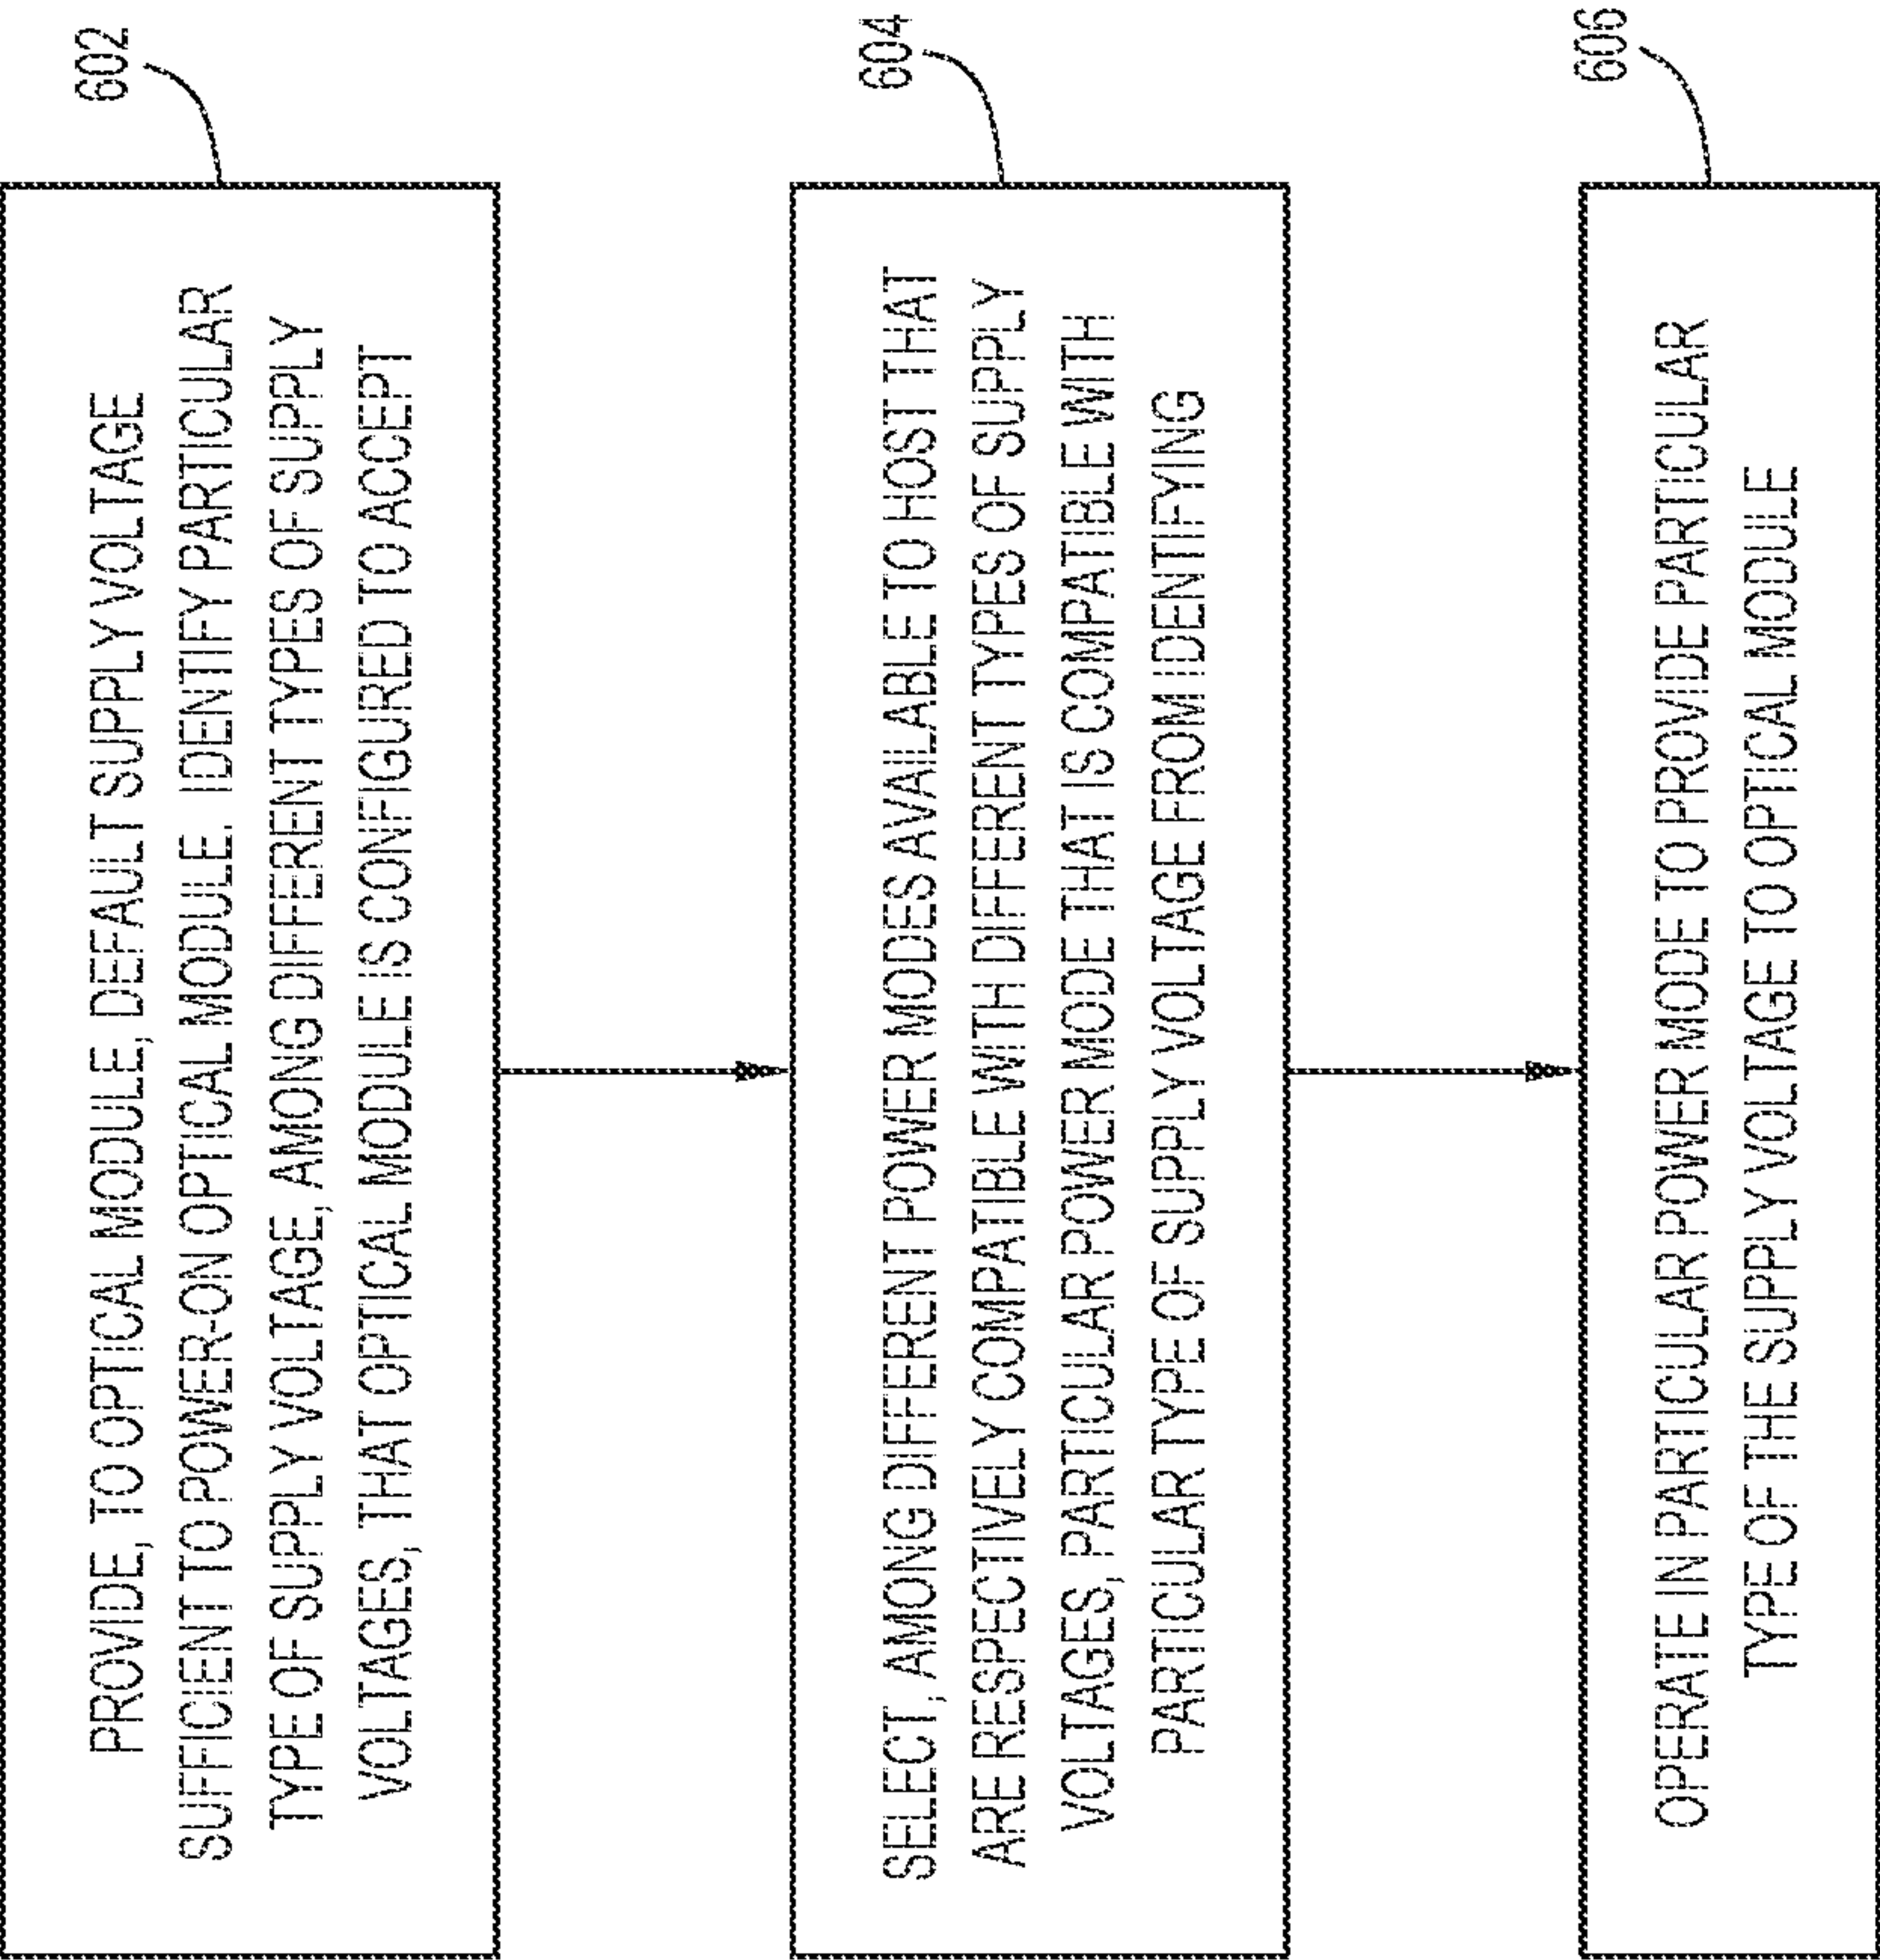 602
PROVIDE, TO OPTICAL MODULE, DEFAULT SUPPLY VOLTAGE
SUFFICIENT TO POWER-ON OPTICAL MODULE. IDENTIFY PARTICULAR
TYPE OF SUPPLY VOLTAGE, AMONG DIFFERENT TYPES OF SUPPLY
VOLTAGES, THAT OPTICAL MODULE IS CONFIGURED TO ACCEPT
604
SELECT, AMONG DIFFERENT POWER MODES AVAILABLE TO HOST THAT
ARE RESPECTIVELY COMPATIBLE WITH DIFFERENT TYPES OF SUPPLY
VOLTAGES, PARTICULAR POWER MODE THAT IS COMPATIBLE WITH
PARTICULAR TYPE OF SUPPLY VOLTAGE FROM IDENTIFYING
606
OPERATE IN PARTICULAR POWER MODE TO PROVIDE PARTICULAR
TYPE OF THE SUPPLY VOLTAGE TO OPTICAL MODULE